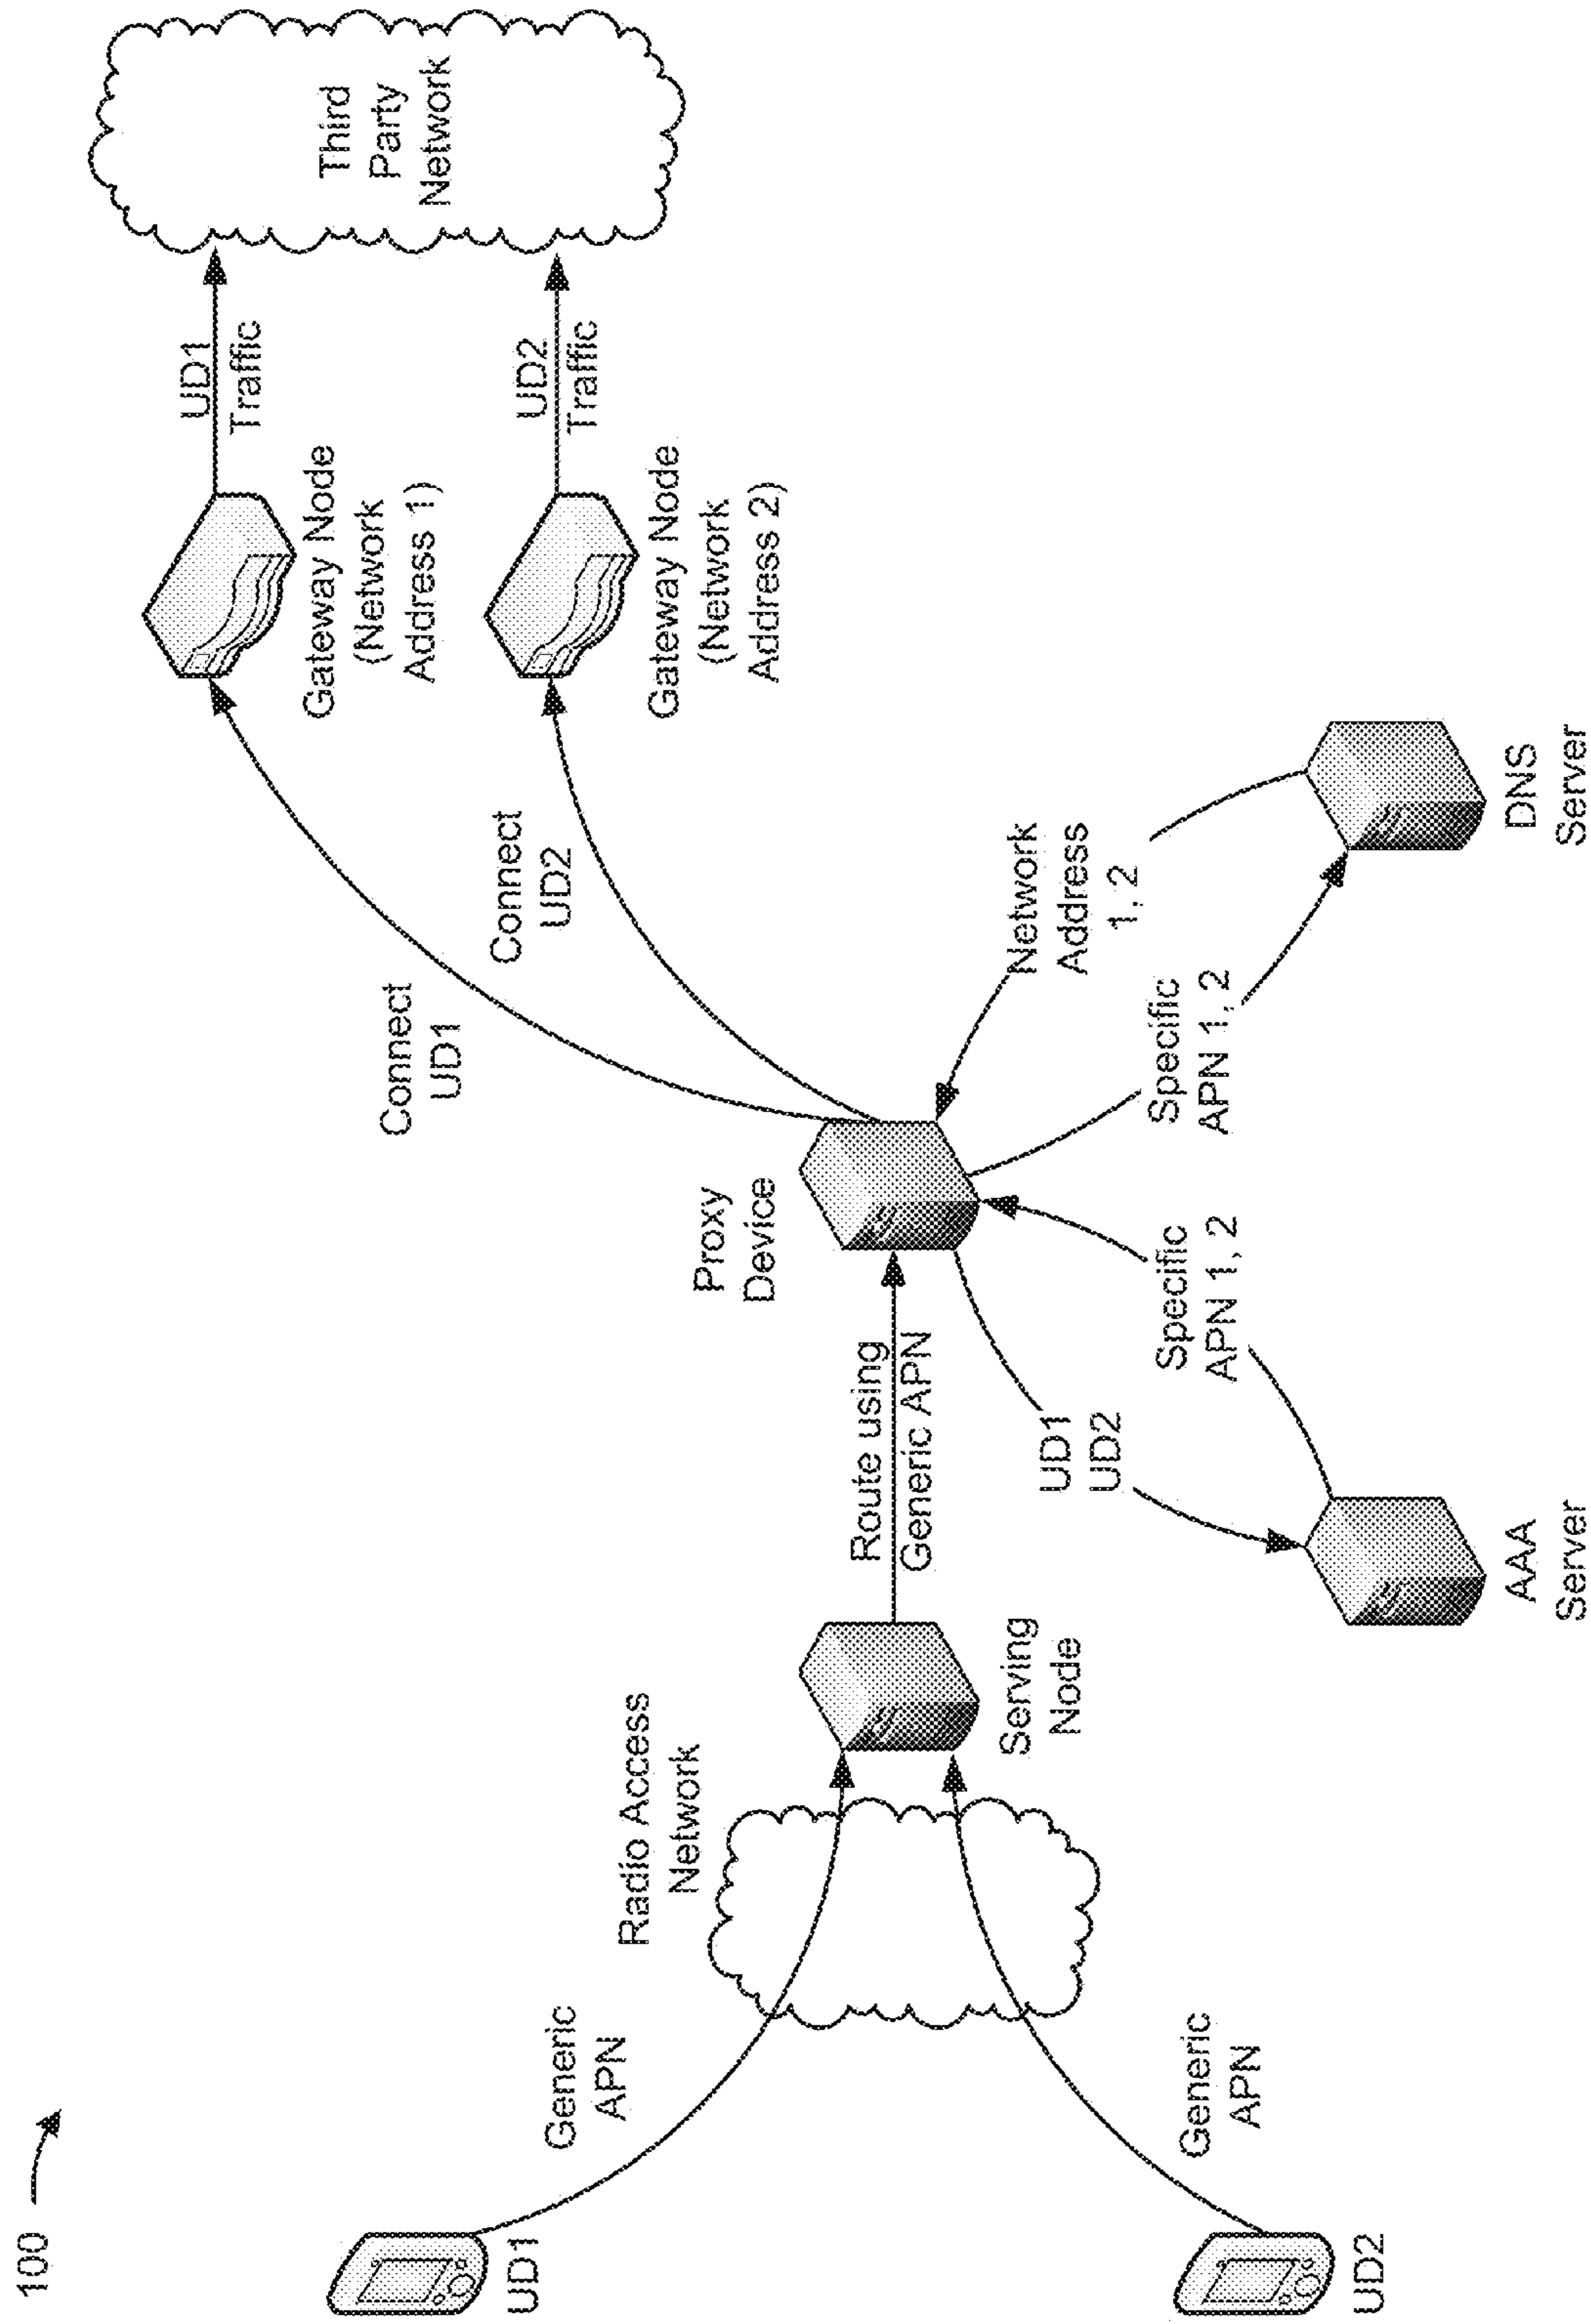 100
UD1
Generic
APN
UD2
Generic
APN
Radio Access
Network
Serving
Node
Route using
Generic APN
Proxy
Device
UD1
UD2
AAA
Server
Specific
APN 1, 2
Specific
APN 1, 2
Network
Address
1, 2
DNS
Server
Connect
UD1
Connect
UD2
Gateway Node
(Network
Address 1)
Gateway Node
(Network
Address 2)
UD1
Traffic
UD2
Traffic
Third
Party
Network